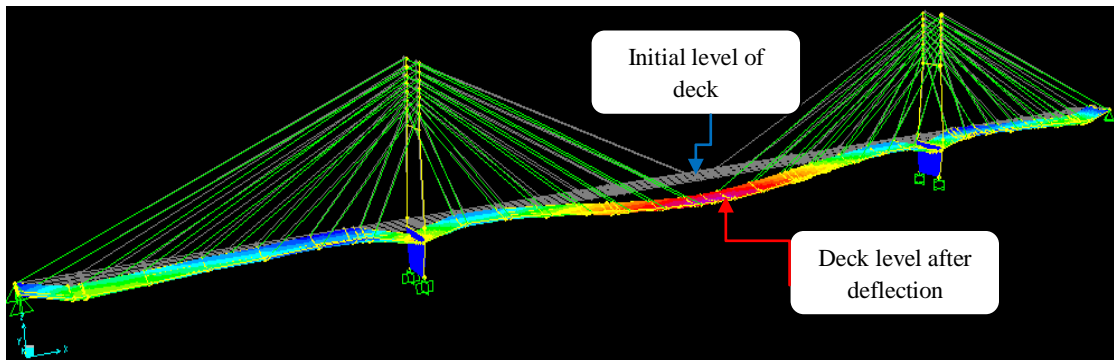 Initial level of
deck
Deck level after
deflection
Z
Y
X